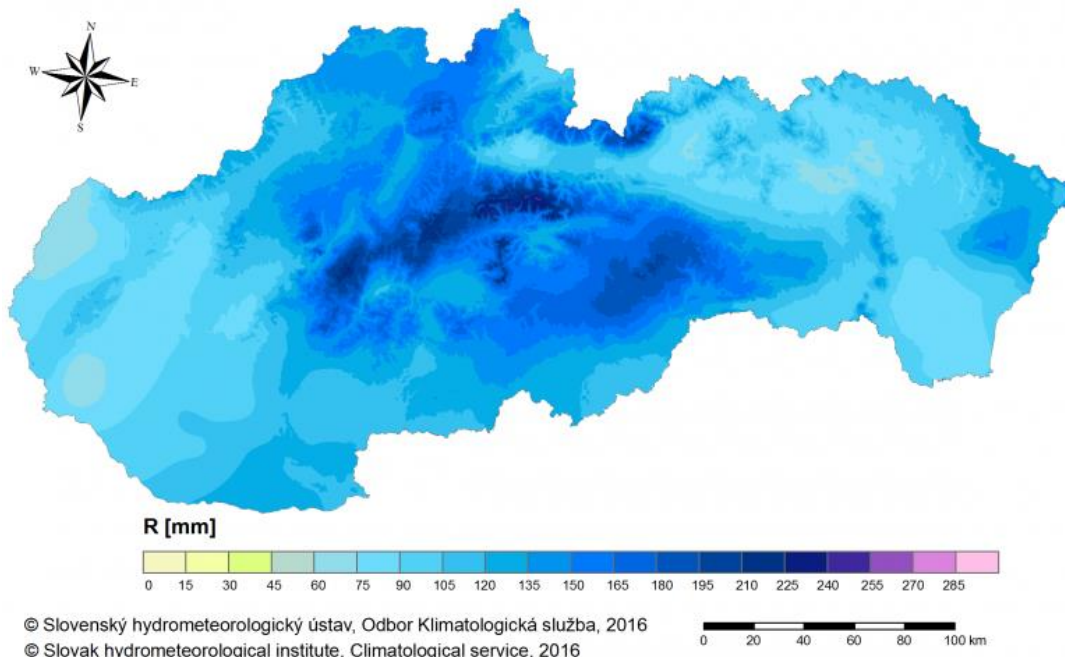 N
W E
S
R [mm]
0 15 30 45 60 75 90 105 120 135 150 165 180 195 210 225 240 255 270 285
© Slovenský hydrometeorologický ústav, Odbor Klimatologická služba, 2016
0 20 40 60 80 100 km
© Slovak hydrometeorological institute, Climatological service, 2016